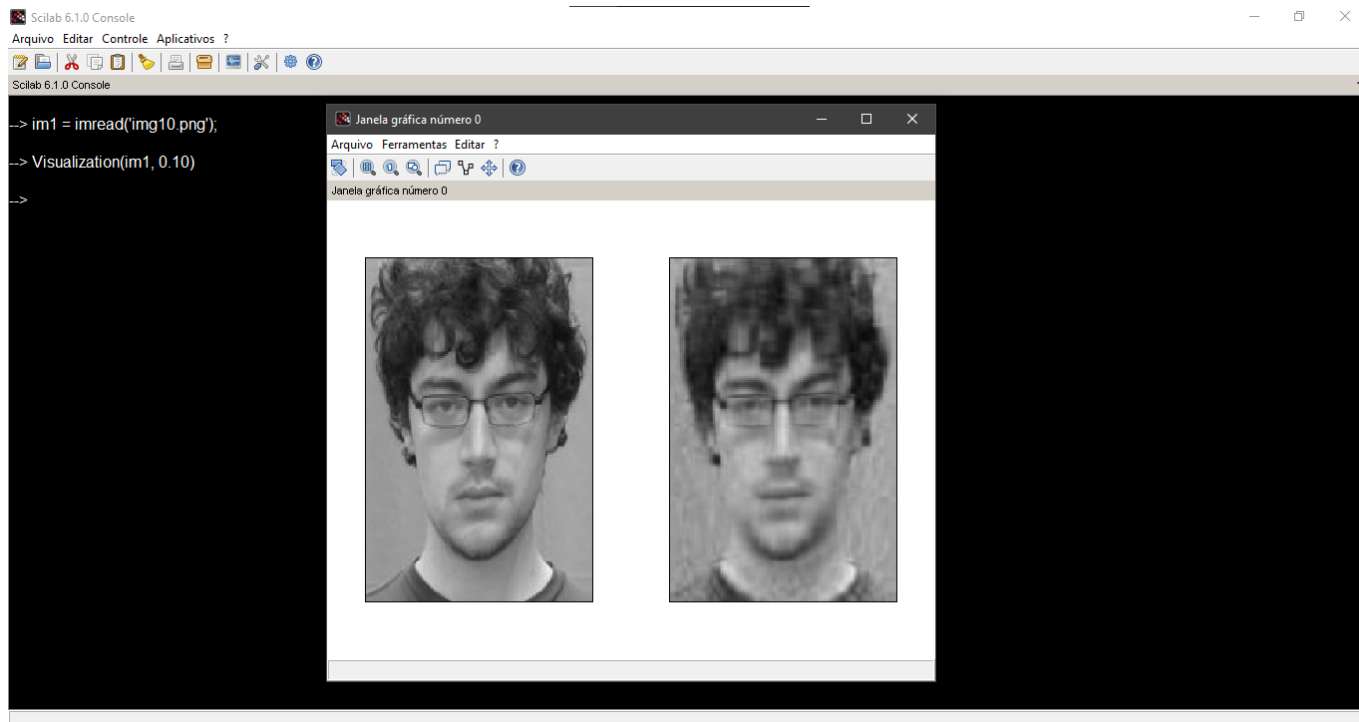 Scilab 6.1.0 Console
Arquivo Editar Controle Aplicativos ?
Scilab 6.1.0 Console
--> im1 = imread('img10.png');
--> Visualization(im1, 0.10)
-->
Janela gráfica número 0
Arquivo Ferramentas Editar ?
Janela gráfica número 0